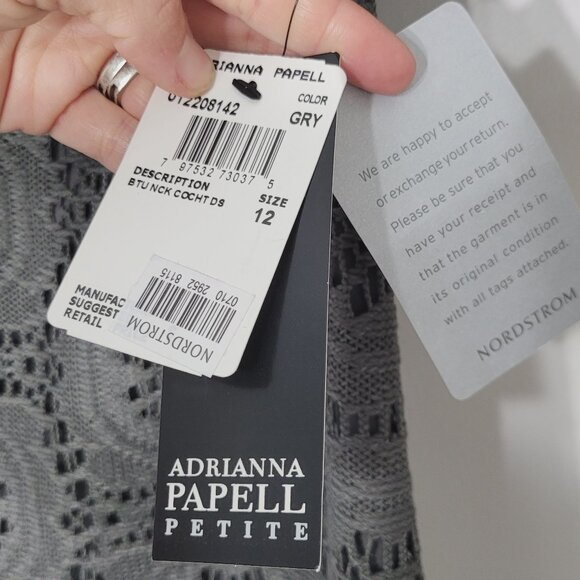 RIANNA PAPELL
012208142
COLOR
GRY
7 97532 73037 5
DESCRIPTION
BTU NCK COCHT DS
SIZE
12
MANUFAC
SUGGEST
RETAIL
0710 2952 8115
NORDSTROM
ADRIANNA
PAPELL
PETITE
We are happy to accept
or exchange your return.
Please be sure that you
have your receipt and
that the garment is in
its original condition
with all tags attached.
NORDSTROM